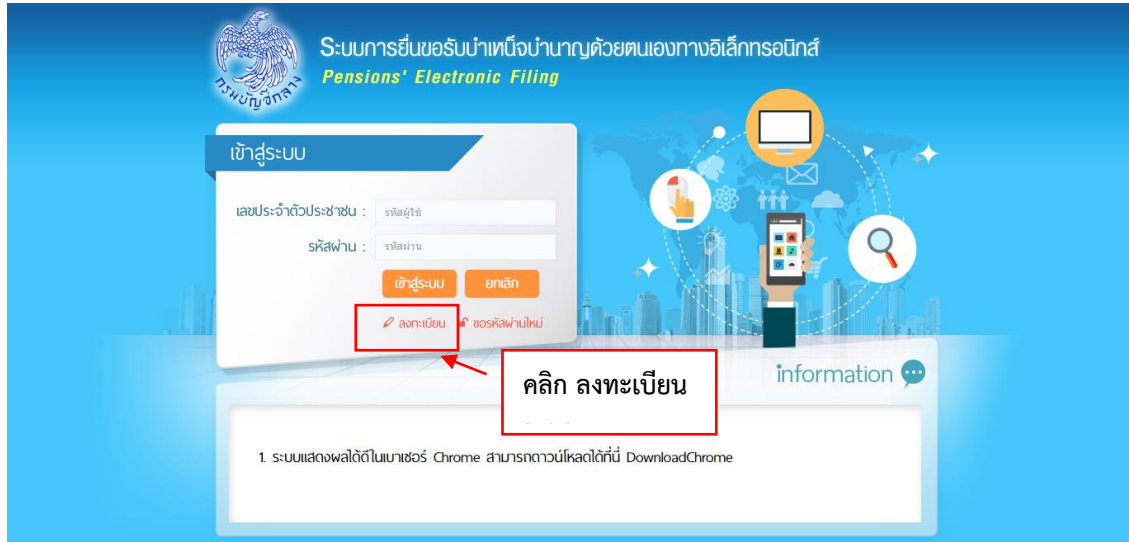 ระบบการยื่นขอรับบำเหน็จบำนาญด้วยตนเองทางอิเล็กทรอนิกส์
Pensions' Electronic Filing
กรมบัญชีกลาง
เข้าสู่ระบบ
เลขประจำตัวประชาชน : รหัสผู้ใช้
รหัสผ่าน : รหัสผ่าน
เข้าสู่ระบบ ยกเลิก
ลงทะเบียน ขอรหัสผ่านใหม่
คลิก ลงทะเบียน
information
1. ระบบแสดงผลได้ดีในเบาเซอร์ Chrome สามารถดาวน์โหลดได้ที่นี่ DownloadChrome